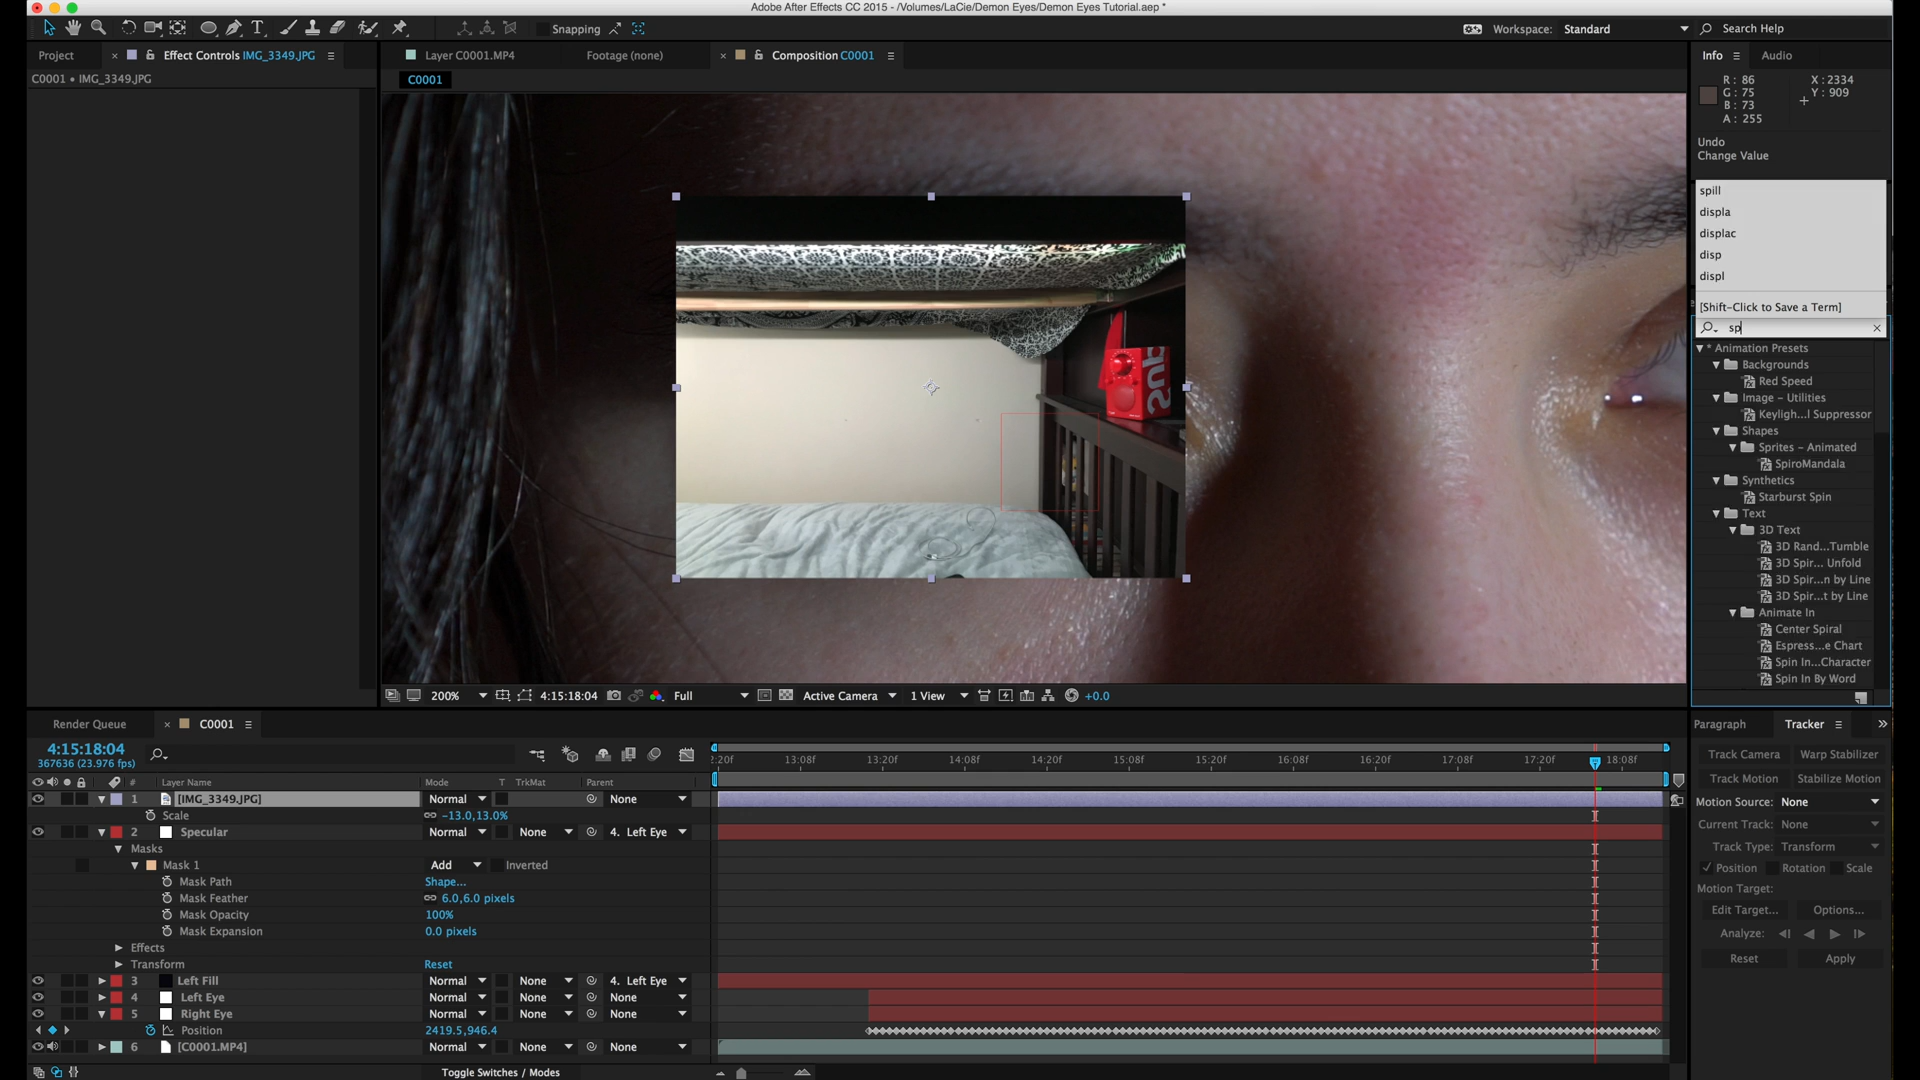 Adobe After Effects CC 2015 - /Volumes/LaCie/Demon Eyes/Demon Eyes Tutorial.aep *
Snapping
Workspace: Standard
Search Help
Project
Effect Controls IMG_3349.JPG
Layer C0001.MP4
Footage (none)
Composition C0001
Info
Audio
C0001 • IMG_3349.JPG
C0001
R: 86
G: 75
B: 73
A: 255
X: 2334
Y: 909
Undo
Change Value
spill
displa
displac
disp
displ
[Shift-Click to Save a Term]
sp
* Animation Presets
Backgrounds
Red Speed
Image – Utilities
Keyligh...l Suppressor
Shapes
Sprites – Animated
SpiroMandala
Synthetics
Starburst Spin
Text
3D Text
3D Rand...Tumble
3D Spir... Unfold
3D Spir...n by Line
3D Spir...t by Line
Animate In
Center Spiral
Espress...e Chart
Spin In...Character
Spin In By Word
200%
4:15:18:04
Full
Active Camera
1 View
+0.0
Render Queue
C0001
Paragraph
Tracker
4:15:18:04
367636 (23.976 fps)
2:20f 13:08f 13:20f 14:08f 14:20f 15:08f 15:20f 16:08f 16:20f 17:08f 17:20f 18:08f
# Layer Name Mode T TrkMat Parent
1 [IMG_3349.JPG] Normal None
Scale -13.0,13.0%
2 Specular Normal None 4. Left Eye
Masks
Mask 1 Add Inverted
Mask Path Shape...
Mask Feather 6.0,6.0 pixels
Mask Opacity 100%
Mask Expansion 0.0 pixels
Effects
Transform Reset
3 Left Fill Normal None 4. Left Eye
4 Left Eye Normal None None
5 Right Eye Normal None None
Position 2419.5,946.4
6 [C0001.MP4] Normal None None
Toggle Switches / Modes
Track Camera Warp Stabilizer
Track Motion Stabilize Motion
Motion Source: None
Current Track: None
Track Type: Transform
Position Rotation Scale
Motion Target:
Edit Target... Options...
Analyze:
Reset Apply